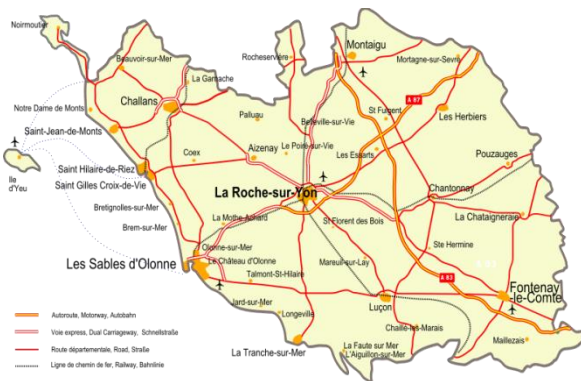 Noirmoutier
Beauvoir-sur-Mer
La Garnache
Rocheservière
Montaigu
Mortagne-sur-Sevre
Challans
A 87
Notre Dame de Monts
Palluau
Belleville-sur-Vie
St Fulgent
Les Herbiers
Saint-Jean-de-Monts
Coex
Aizenay
Le Poiré-sur-Vie
Les Essarts
Pouzauges
Ile
d'Yeu
Saint Hilaire-de-Riez
Saint Gilles Croix-de-Vie
La Roche-sur-Yon
Chantonnay
Bretignolles-sur-Mer
La Mothe-Achard
St Florent des Bois
La Chataigneraie
Brem-sur-Mer
Olonne-sur-Mer
Ste Hermine
Les Sables d'Olonne
Le Château d'Olonne
Mareuil-sur-Lay
A 83
Talmont-St-Hilaire
Fontenay
-le-Comte
Jard-sur-Mer
Luçon
Longeville
Chaillé-les-Marais
Maillezais
La Tranche-sur-Mer
La Faute sur Mer
L'Aiguillon-sur Mer
Autoroute, Motorway, Autobahn
Voie express, Dual Carriageway, Schnellstraße
Route départementale, Road, Straße
Ligne de chemin de fer, Railway, Bahnlinie